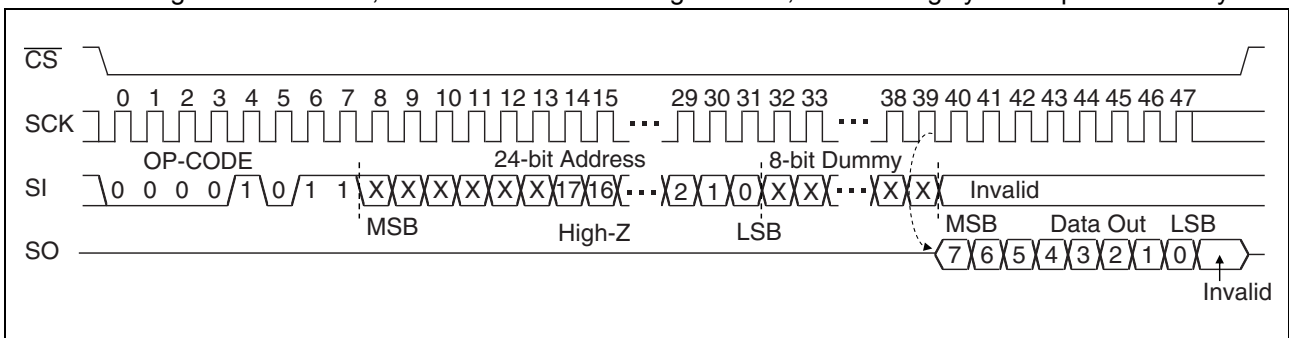 CS
0 1 2 3 4 5 6 7 8 9 10 11 12 13 14 15 29 30 31 32 33 38 39 40 41 42 43 44 45 46 47
SCK
OP-CODE 24-bit Address 8-bit Dummy
SI 0 0 0 0 1 0 1 1 X X X X X X 17 16 2 1 0 X X X X Invalid
MSB High-Z LSB MSB Data Out LSB
SO 7 6 5 4 3 2 1 0
Invalid